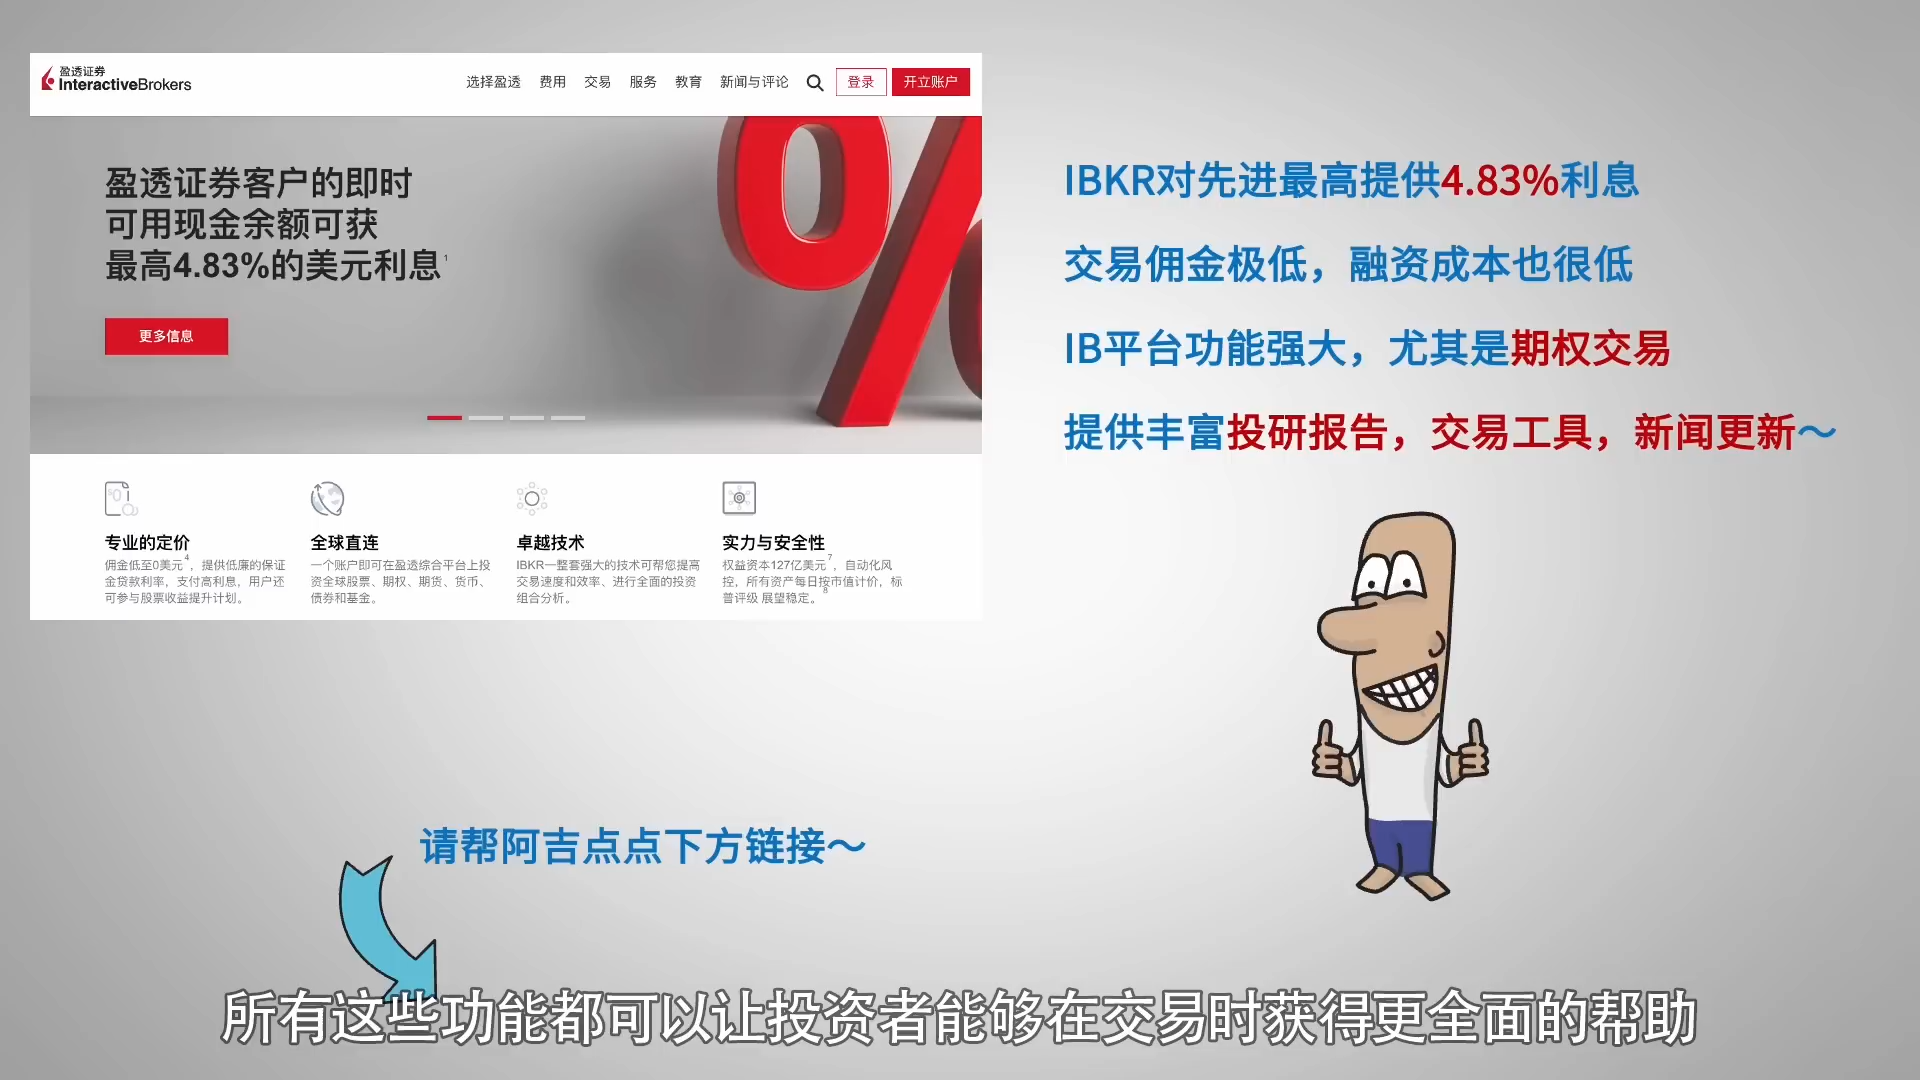 盈透证券
InteractiveBrokers
选择盈透 费用 交易 服务 教育 新闻与评论 登录 开立账户
盈透证券客户的即时
可用现金余额可获
最高4.83%的美元利息1
更多信息
专业的定价
佣金低至0美元4，提供低廉的保证
金贷款利率，支付高利息，用户还
可参与股票收益提升计划。
全球直连
一个账户即可在盈透综合平台上投
资全球股票、期权、期货、货币、
债券和基金。
卓越技术
IBKR一整套强大的技术可帮您提高
交易速度和效率、进行全面的投资
组合分析。
实力与安全性
权益资本127亿美元7，自动化风
控，所有资产每日按市值计价，标
普评级 展望稳定。8
IBKR对先进最高提供4.83%利息
交易佣金极低，融资成本也很低
IB平台功能强大，尤其是期权交易
提供丰富投研报告，交易工具，新闻更新～
请帮阿吉点点下方链接～
所有这些功能都可以让投资者能够在交易时获得更全面的帮助